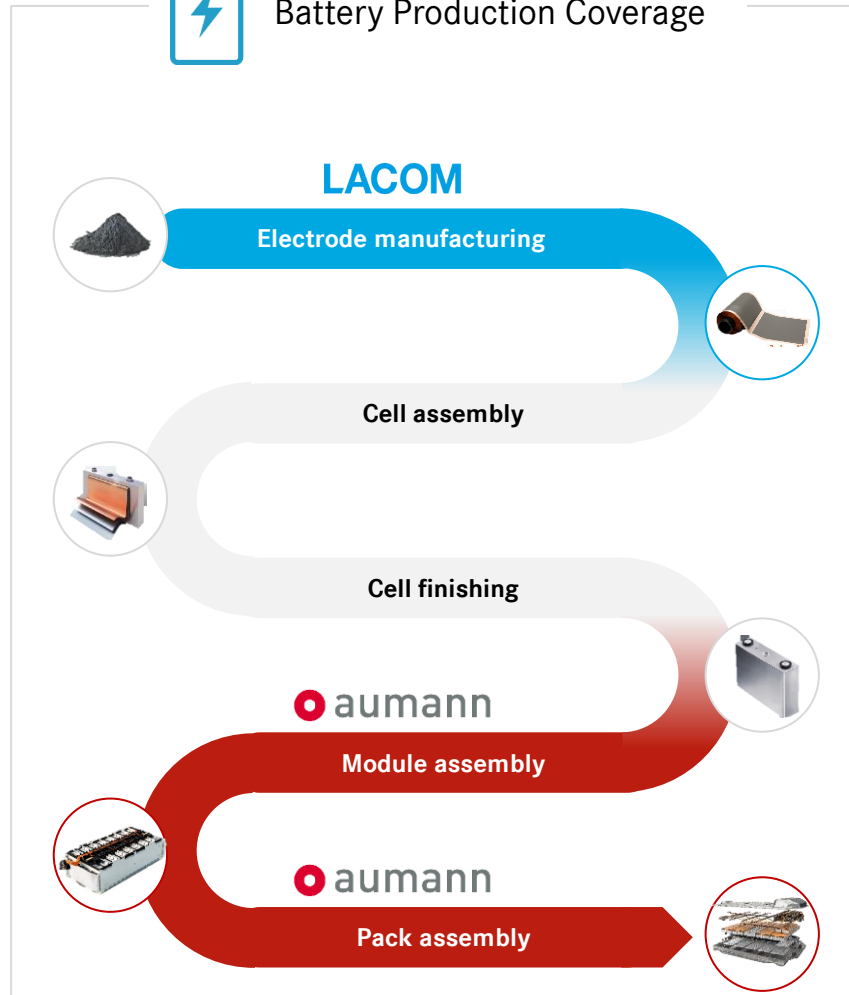 Battery Production Coverage
LACOM
Electrode manufacturing
Cell assembly
Cell finishing
aumann
Module assembly
aumann
Pack assembly